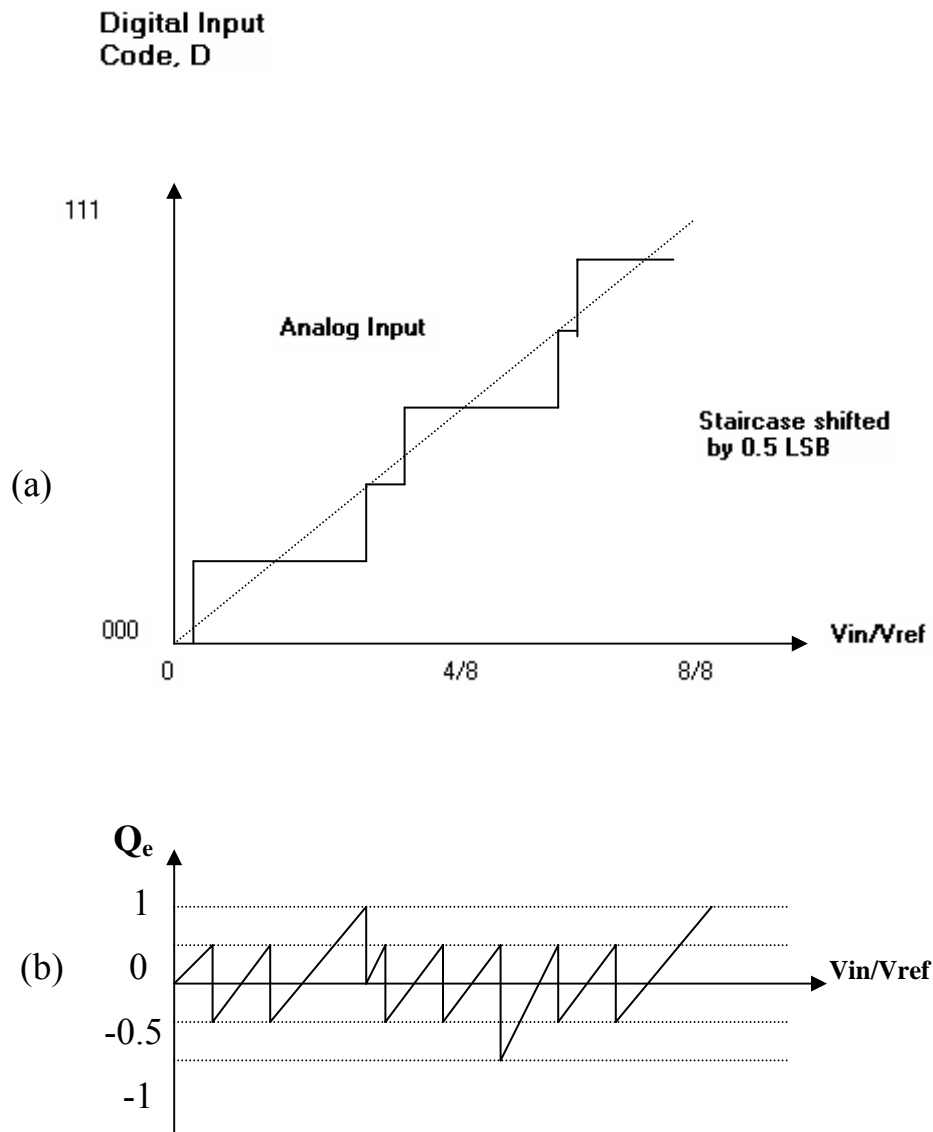 Digital Input
Code, D
111
Analog Input
Staircase shifted
by 0.5 LSB
(a)
000
Vin/Vref
0
4/8
8/8
Qe
1
(b)
0
Vin/Vref
-0.5
-1